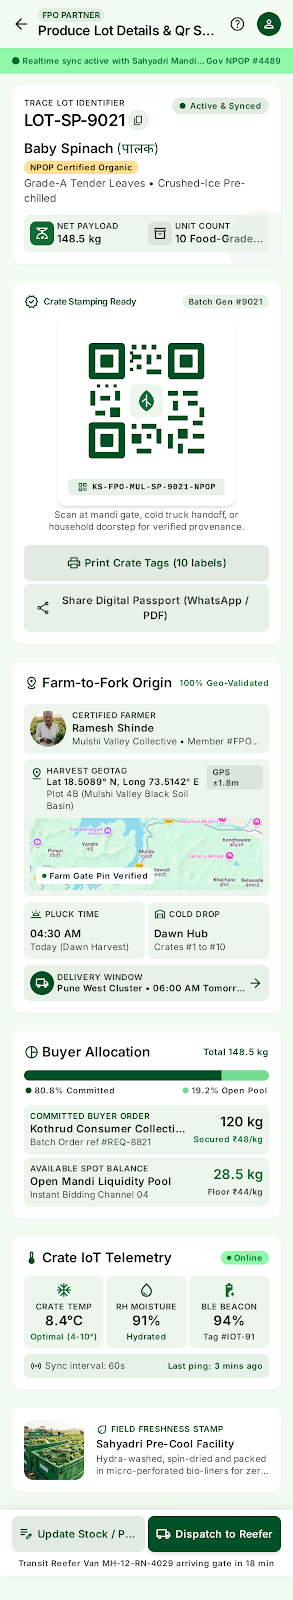 FPO PARTNER
Produce Lot Details & Qr S...
Realtime sync active with Sahyadri Mandi... Gov NPOP #4489
TRACE LOT IDENTIFIER
Active & Synced
LOT-SP-9021
Baby Spinach (पालक)
NPOP Certified Organic
Grade-A Tender Leaves • Crushed-Ice Pre-
chilled
NET PAYLOAD
148.5 kg
UNIT COUNT
10 Food-Grade...
Crate Stamping Ready
Batch Gen #9021
KS-FPO-MUL-SP-9021-NPOP
Scan at mandi gate, cold truck handoff, or
household doorstep for verified provenance.
Print Crate Tags (10 labels)
Share Digital Passport (WhatsApp /
PDF)
Farm-to-Fork Origin
100% Geo-Validated
CERTIFIED FARMER
Ramesh Shinde
Mulshi Valley Collective • Member #FPO...
HARVEST GEOTAG
Lat 18.5089° N, Long 73.5142° E
Plot 4B (Mulshi Valley Black Soil
Basin)
GPS
±1.8m
Pirangut
Vandre
Mulshi
Kondhawale
Karjat
Kechare
Belawade
Farm Gate Pin Verified
PLUCK TIME
04:30 AM
Today (Dawn Harvest)
COLD DROP
Dawn Hub
Crates #1 to #10
DELIVERY WINDOW
Pune West Cluster • 06:00 AM Tomorr...
Buyer Allocation
Total 148.5 kg
80.8% Committed
19.2% Open Pool
COMMITTED BUYER ORDER
Kothrud Consumer Collecti...
Batch Order ref #REQ-8821
120 kg
Secured ₹48/kg
AVAILABLE SPOT BALANCE
Open Mandi Liquidity Pool
Instant Bidding Channel 04
28.5 kg
Floor ₹44/kg
Crate IoT Telemetry
Online
CRATE TEMP
8.4°C
Optimal (4-10°)
RH MOISTURE
91%
Hydrated
BLE BEACON
94%
Tag #IOT-91
Sync interval: 60s
Last ping: 3 mins ago
FIELD FRESHNESS STAMP
Sahyadri Pre-Cool Facility
Hydra-washed, spin-dried and packed
in micro-perforated bio-liners for zer...
Update Stock / P...
Dispatch to Reefer
Transit Reefer Van MH-12-RN-4029 arriving gate in 18 min